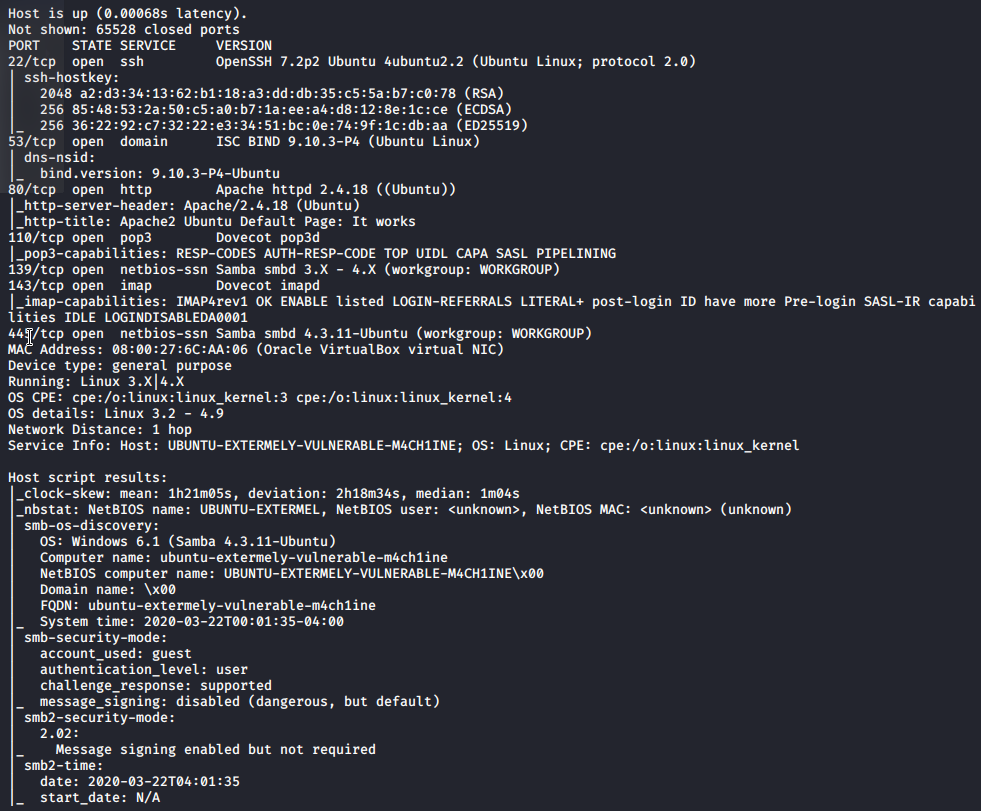 Host is up (0.00068s latency).
Not shown: 65528 closed ports
PORT    STATE SERVICE     VERSION
22/tcp  open  ssh         OpenSSH 7.2p2 Ubuntu 4ubuntu2.2 (Ubuntu Linux; protocol 2.0)
| ssh-hostkey:
|   2048 a2:d3:34:13:62:b1:18:a3:dd:db:35:c5:5a:b7:c0:78 (RSA)
|   256 85:48:53:2a:50:c5:a0:b7:1a:ee:a4:d8:12:8e:1c:ce (ECDSA)
|_  256 36:22:92:c7:32:22:e3:34:51:bc:0e:74:9f:1c:db:aa (ED25519)
53/tcp  open  domain      ISC BIND 9.10.3-P4 (Ubuntu Linux)
| dns-nsid:
|_  bind.version: 9.10.3-P4-Ubuntu
80/tcp  open  http        Apache httpd 2.4.18 ((Ubuntu))
|_http-server-header: Apache/2.4.18 (Ubuntu)
|_http-title: Apache2 Ubuntu Default Page: It works
110/tcp open  pop3        Dovecot pop3d
|_pop3-capabilities: RESP-CODES AUTH-RESP-CODE TOP UIDL CAPA SASL PIPELINING
139/tcp open  netbios-ssn Samba smbd 3.X - 4.X (workgroup: WORKGROUP)
143/tcp open  imap        Dovecot imapd
|_imap-capabilities: IMAP4rev1 OK ENABLE listed LOGIN-REFERRALS LITERAL+ post-login ID have more Pre-login SASL-IR capabi
lities IDLE LOGINDISABLEDA0001
445/tcp open  netbios-ssn Samba smbd 4.3.11-Ubuntu (workgroup: WORKGROUP)
MAC Address: 08:00:27:6C:AA:06 (Oracle VirtualBox virtual NIC)
Device type: general purpose
Running: Linux 3.X|4.X
OS CPE: cpe:/o:linux:linux_kernel:3 cpe:/o:linux:linux_kernel:4
OS details: Linux 3.2 - 4.9
Network Distance: 1 hop
Service Info: Host: UBUNTU-EXTERMELY-VULNERABLE-M4CH1INE; OS: Linux; CPE: cpe:/o:linux:linux_kernel

Host script results:
|_clock-skew: mean: 1h21m05s, deviation: 2h18m34s, median: 1m04s
|_nbstat: NetBIOS name: UBUNTU-EXTERMEL, NetBIOS user: <unknown>, NetBIOS MAC: <unknown> (unknown)
| smb-os-discovery:
|   OS: Windows 6.1 (Samba 4.3.11-Ubuntu)
|   Computer name: ubuntu-extermely-vulnerable-m4ch1ine
|   NetBIOS computer name: UBUNTU-EXTERMELY-VULNERABLE-M4CH1INE\x00
|   Domain name: \x00
|   FQDN: ubuntu-extermely-vulnerable-m4ch1ine
|_  System time: 2020-03-22T00:01:35-04:00
| smb-security-mode:
|   account_used: guest
|   authentication_level: user
|   challenge_response: supported
|_  message_signing: disabled (dangerous, but default)
| smb2-security-mode:
|   2.02:
|_    Message signing enabled but not required
| smb2-time:
|   date: 2020-03-22T04:01:35
|_  start_date: N/A